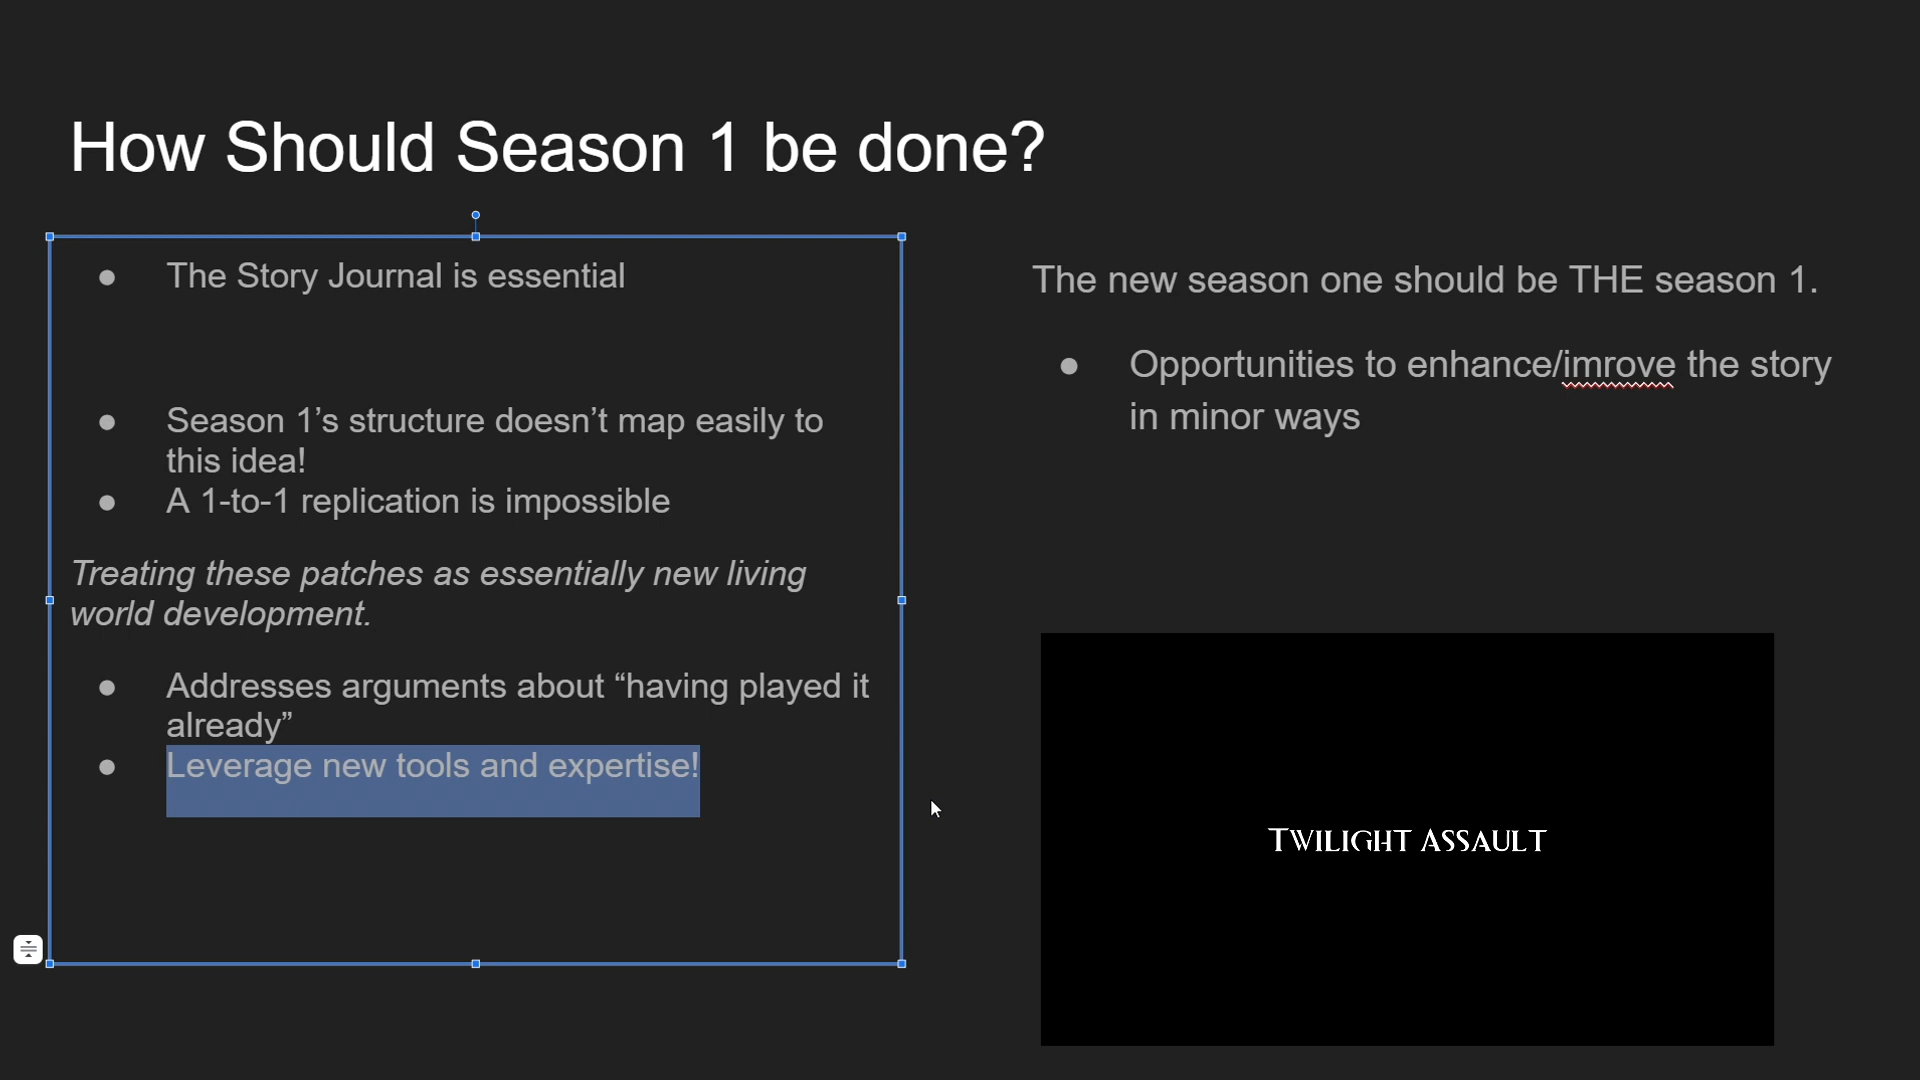 How Should Season 1 be done?
The Story Journal is essential
Season 1’s structure doesn’t map easily to
this idea!
A 1-to-1 replication is impossible
Treating these patches as essentially new living
world development.
Addresses arguments about “having played it
already”
Leverage new tools and expertise!
The new season one should be THE season 1.
Opportunities to enhance/imrove the story
in minor ways
TWILIGHT ASSAULT